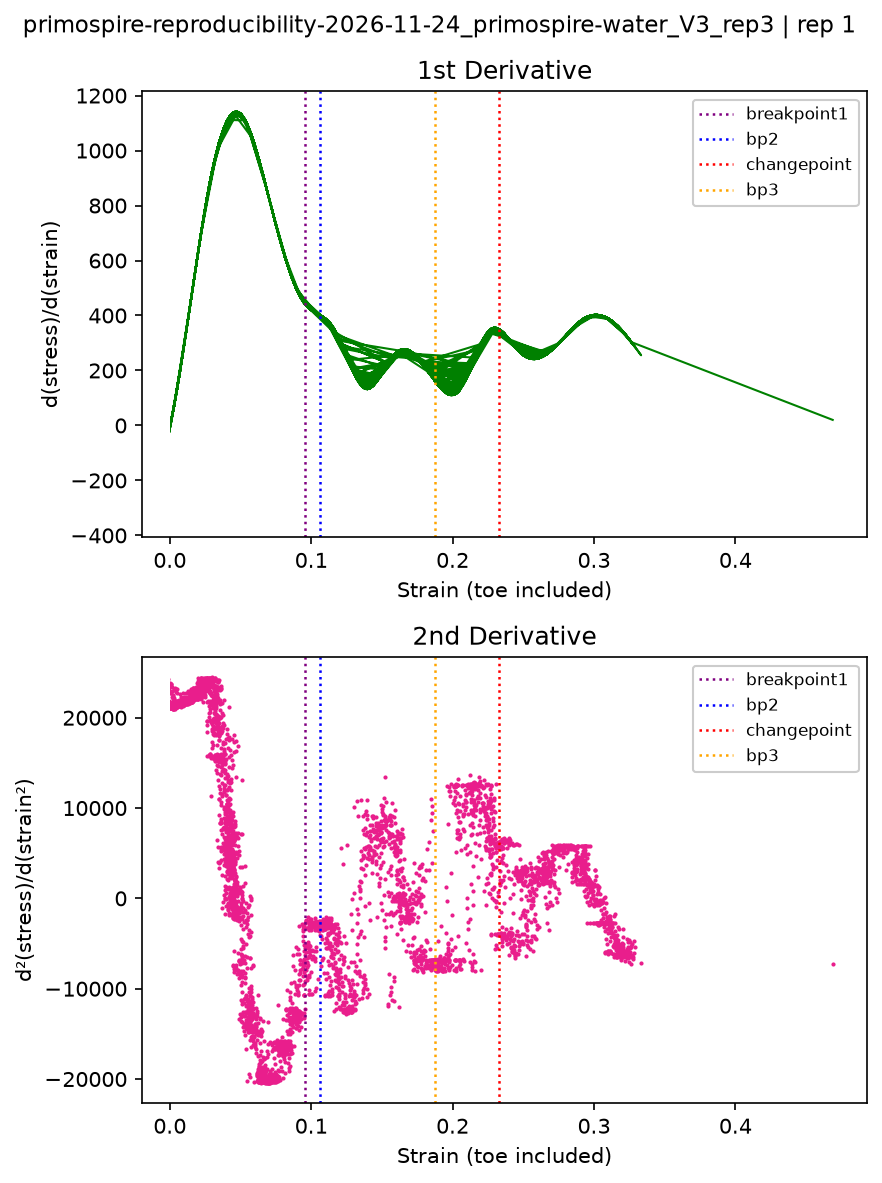 primospire-reproducibility-2026-11-24_primospire-water_V3_rep3 | rep 1
1st Derivative
1200
1000
800
600
400
200
0
−200
−400
d(stress)/d(strain)
breakpoint1
bp2
changepoint
bp3
0.0 0.1 0.2 0.3 0.4
Strain (toe included)
2nd Derivative
20000
10000
0
−10000
−20000
d²(stress)/d(strain²)
breakpoint1
bp2
changepoint
bp3
0.0 0.1 0.2 0.3 0.4
Strain (toe included)